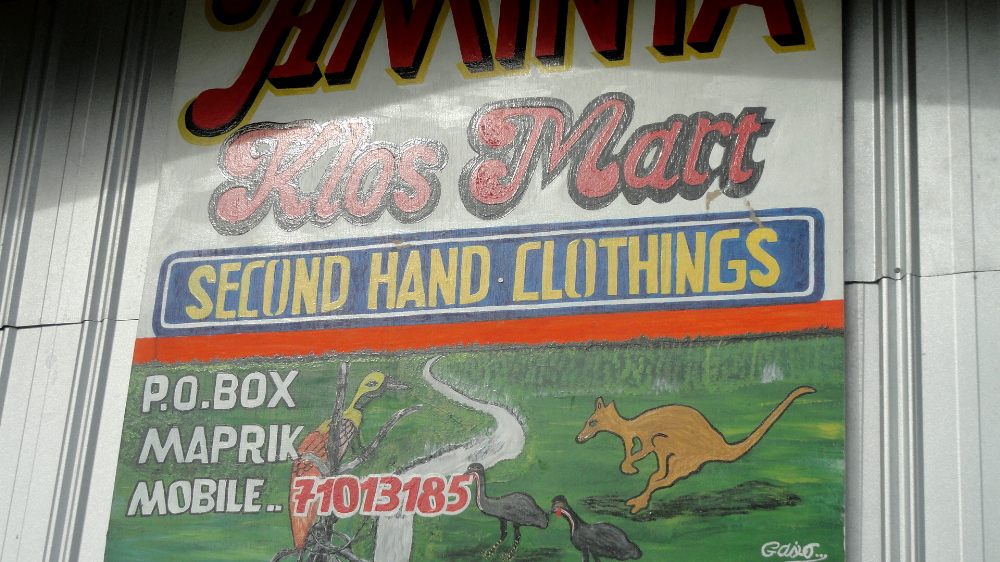 Klos Mart
SECOND HAND CLOTHINGS
P.O.BOX
MAPRIK
MOBILE.. 71013185